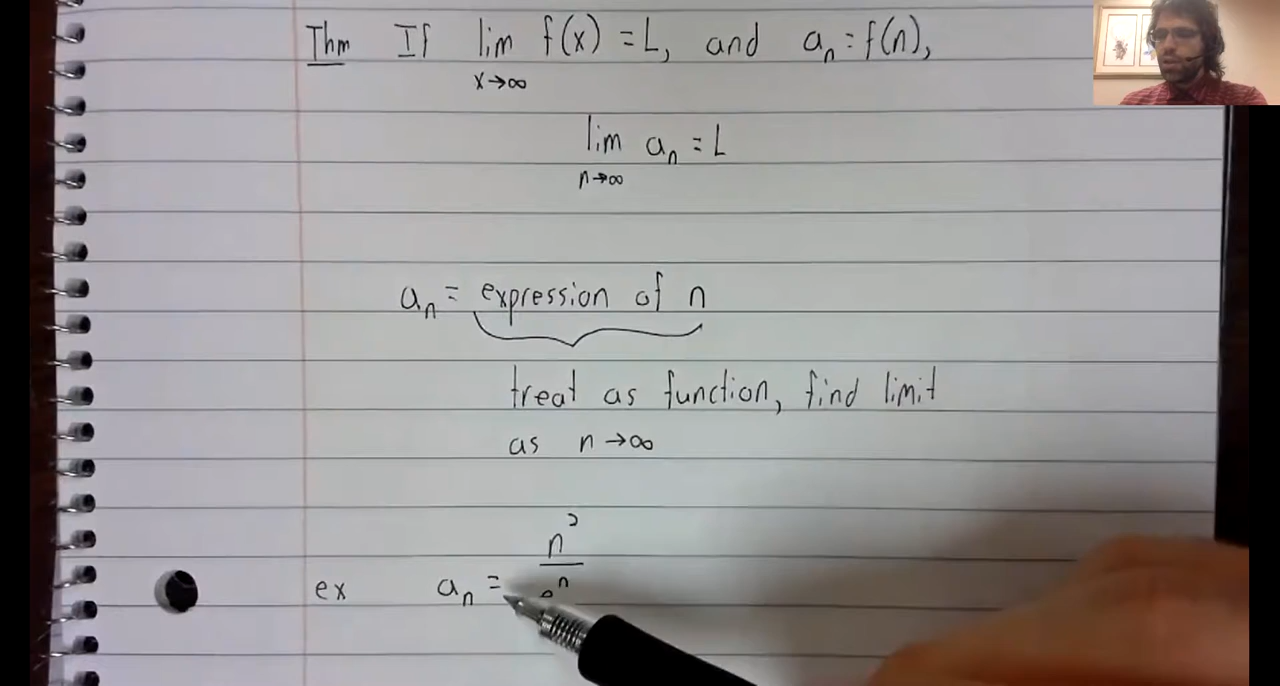 Thm If lim f(x) = L, and aₙ = f(n),
x→∞
lim aₙ = L
n→∞
aₙ = expression of n
treat as function, find limit
as n→∞
n²
ex aₙ =
eⁿ